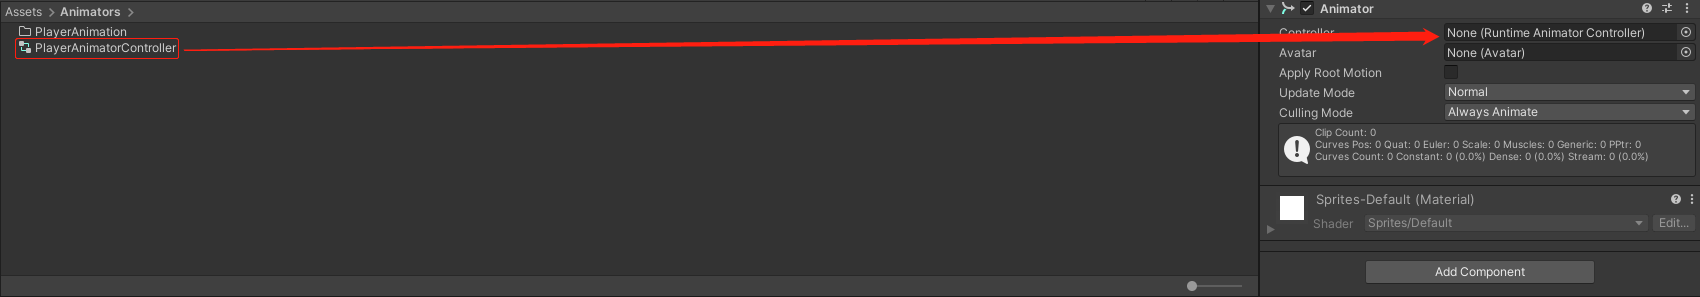 Assets > Animators >
PlayerAnimation
PlayerAnimatorController
Animator
Controller None (Runtime Animator Controller)
Avatar None (Avatar)
Apply Root Motion
Update Mode Normal
Culling Mode Always Animate
Clip Count: 0
Curves Pos: 0 Quat: 0 Euler: 0 Scale: 0 Muscles: 0 Generic: 0 PPtr: 0
Curves Count: 0 Constant: 0 (0.0%) Dense: 0 (0.0%) Stream: 0 (0.0%)
Sprites-Default (Material)
Shader Sprites/Default Edit...
Add Component